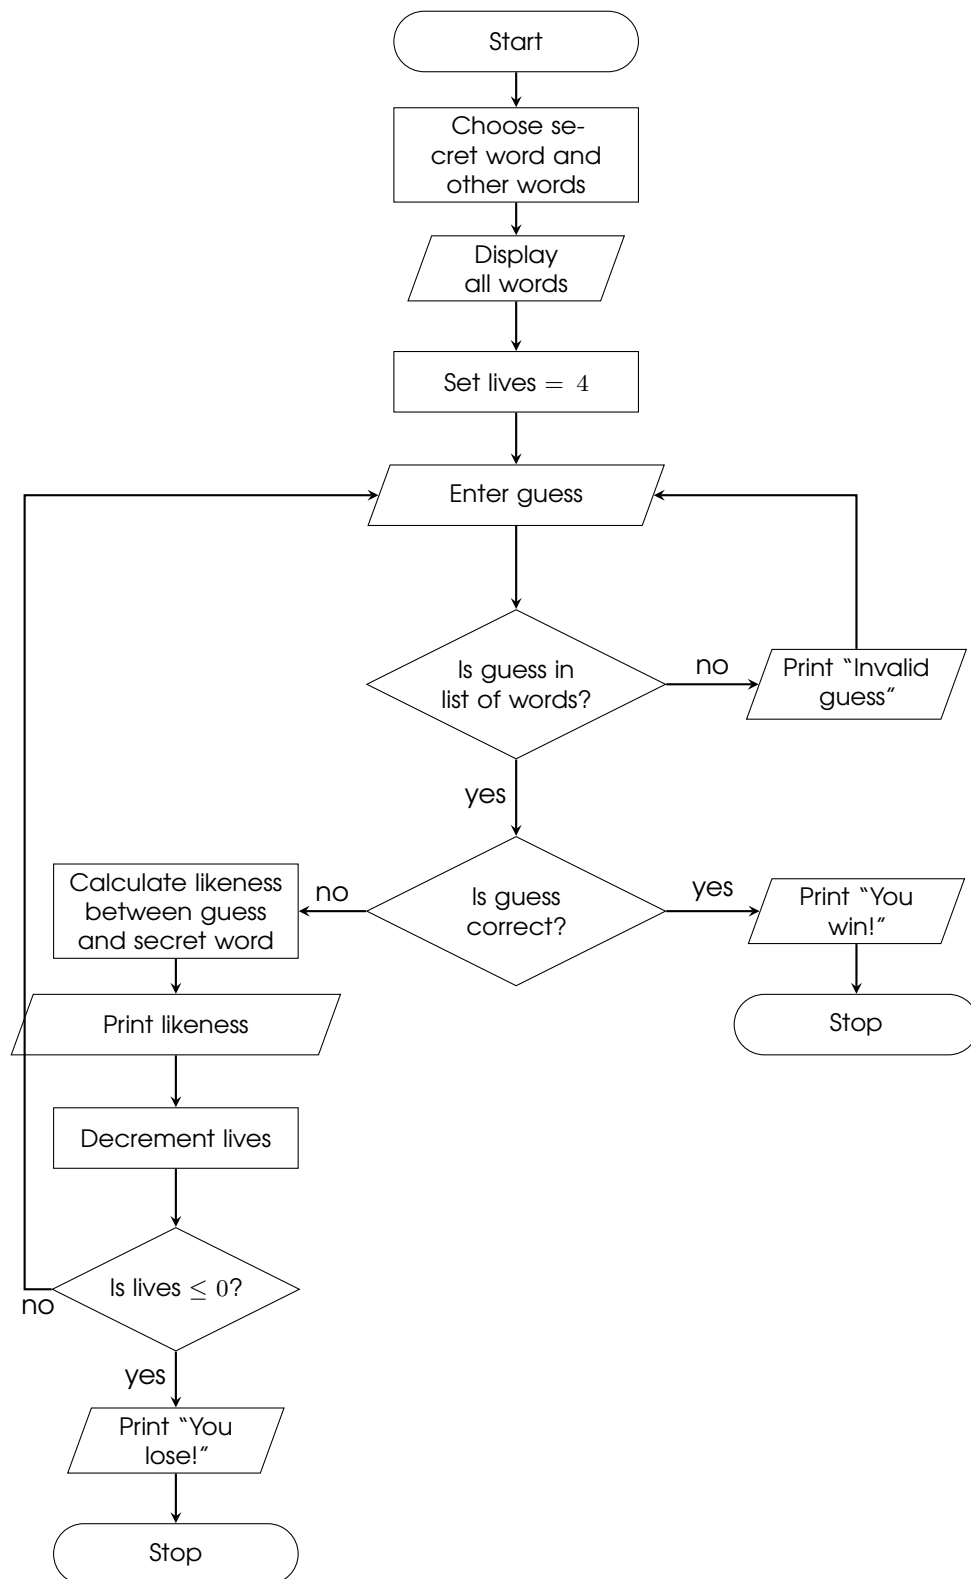 Start
Choose se-
cret word and
other words
Display
all words
Set lives = 4
Enter guess
Is guess in
list of words?
no
Print “Invalid
guess”
yes
Is guess
correct?
yes
Print “You
win!”
Stop
no
Calculate likeness
between guess
and secret word
Print likeness
Decrement lives
Is lives ≤ 0?
no
yes
Print “You
lose!”
Stop